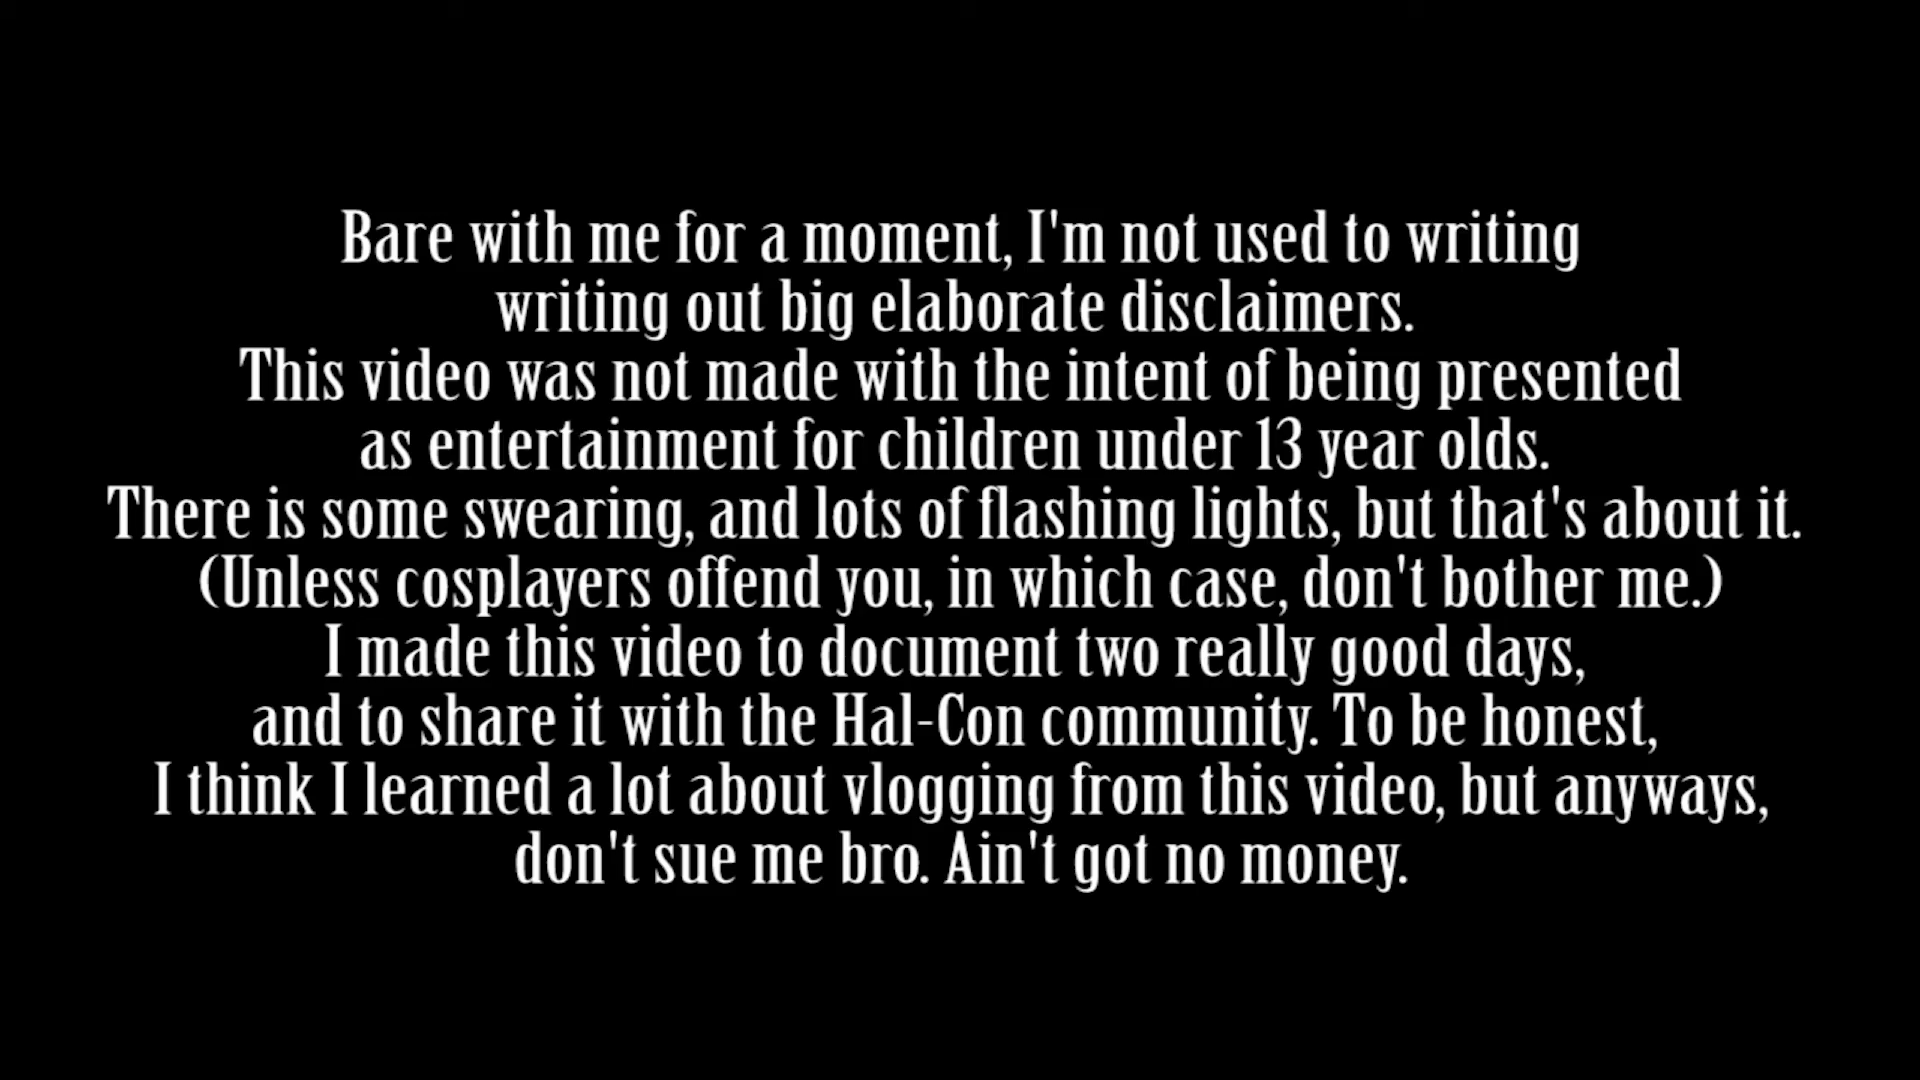 Bare with me for a moment, I'm not used to writing
writing out big elaborate disclaimers.
This video was not made with the intent of being presented
as entertainment for children under 13 year olds.
There is some swearing, and lots of flashing lights, but that's about it.
(Unless cosplayers offend you, in which case, don't bother me.)
I made this video to document two really good days,
and to share it with the Hal-Con community. To be honest,
I think I learned a lot about vlogging from this video, but anyways,
don't sue me bro. Ain't got no money.